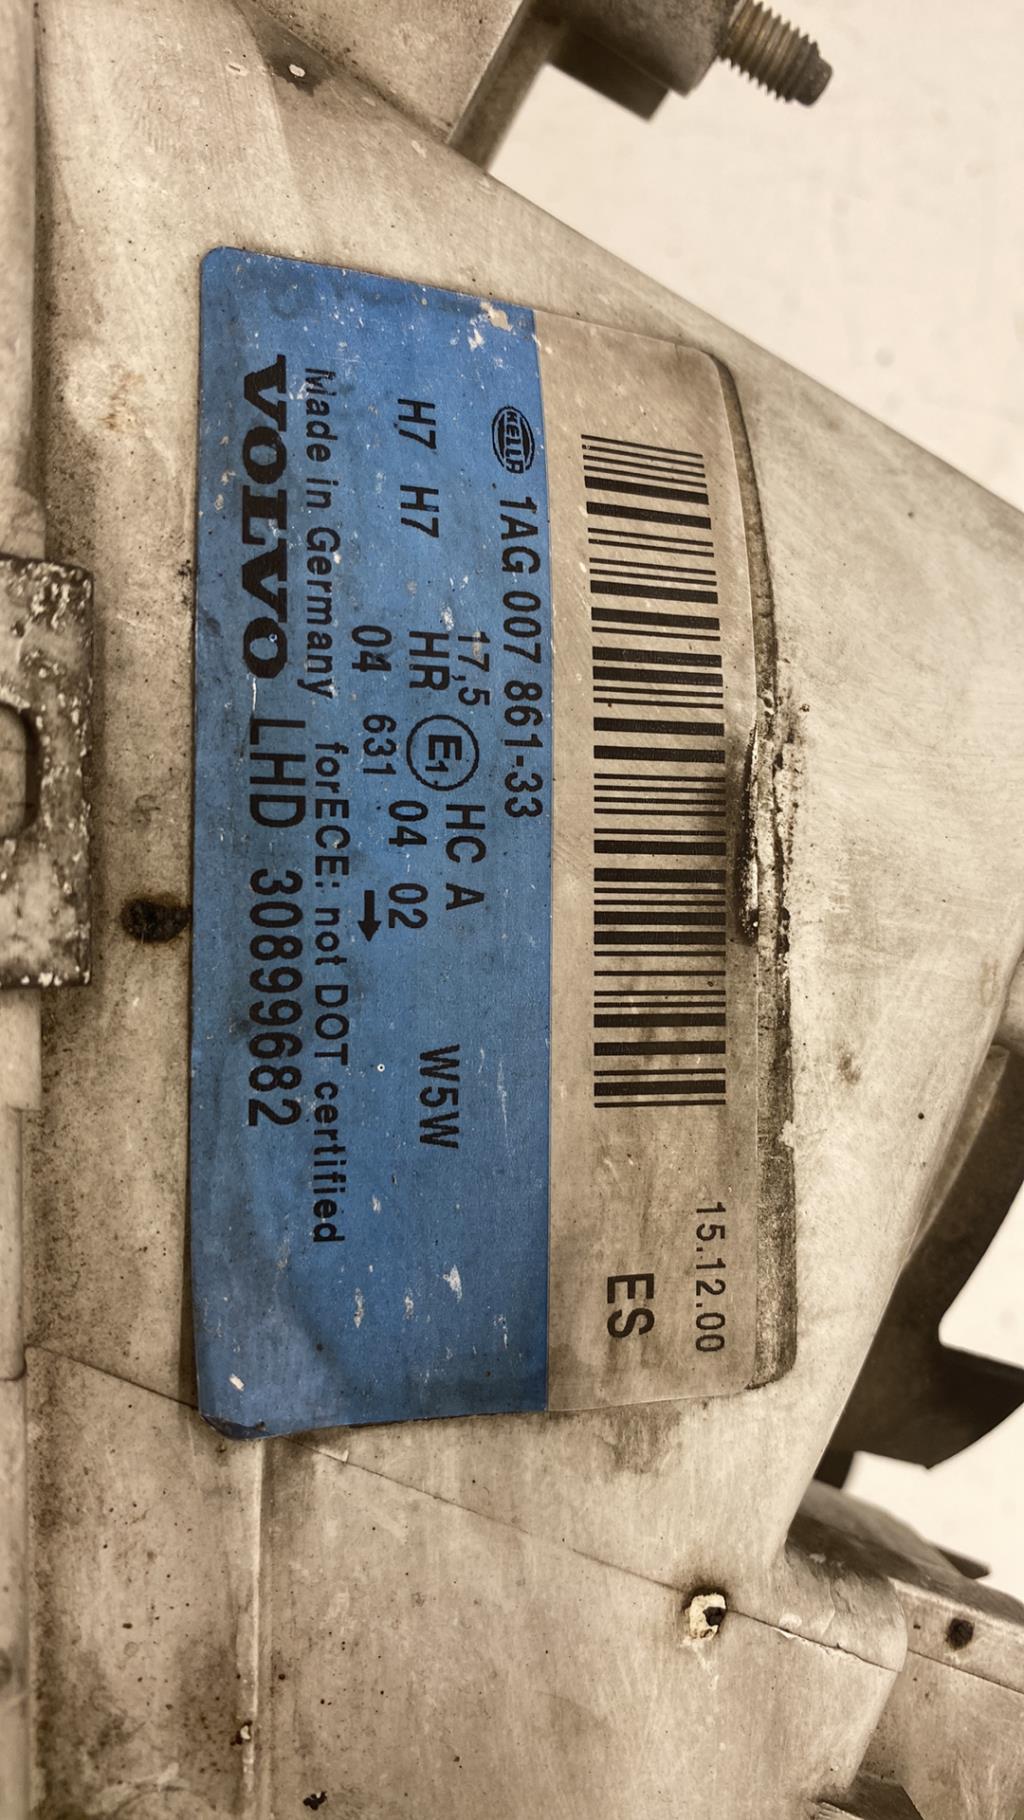 15.12.00
ES
HELLA 1AG 007 861-33
17,5 HC A
H7 H7 HR E1 04 02 W5W
04 631
Made in Germany forECE: not DOT certified
VOLVO LHD 30899682